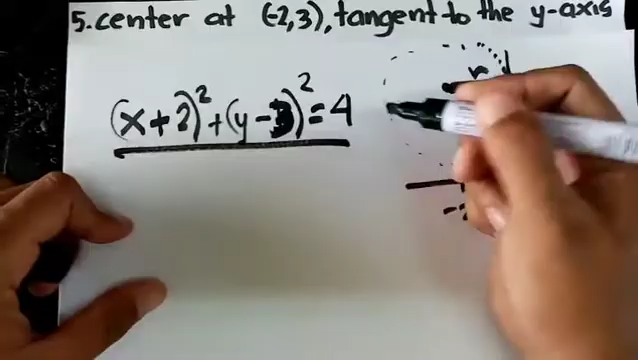 5. center at (-2,3), tangent to the y-axis
(x+2)²+(y-3)²=4
r